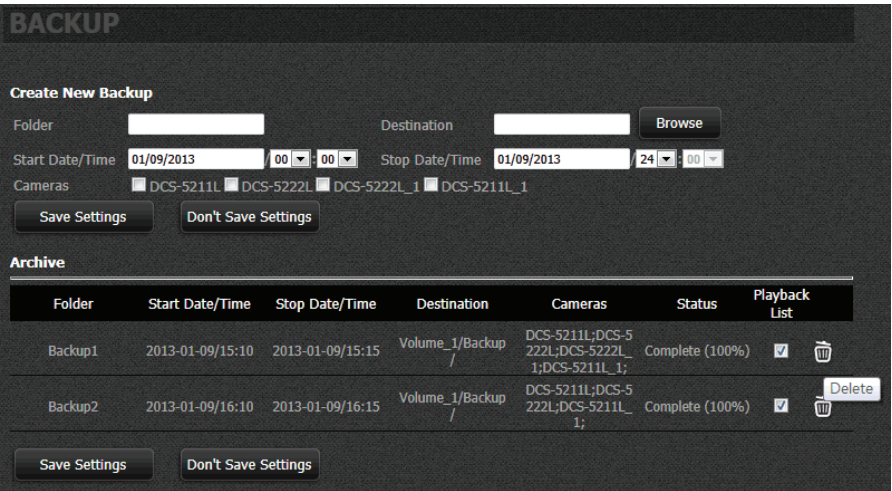 BACKUP
Create New Backup
Folder Destination Browse
Start Date/Time 01/09/2013 / 00 : 00 Stop Date/Time 01/09/2013 / 24 : 00
Cameras DCS-5211L DCS-5222L DCS-5222L_1 DCS-5211L_1
Save Settings Don't Save Settings
Archive
Folder Start Date/Time Stop Date/Time Destination Cameras Status Playback List
Backup1 2013-01-09/15:10 2013-01-09/15:15 Volume_1/Backup
/ DCS-5211L;DCS-5
222L;DCS-5222L_
1;DCS-5211L_1; Complete (100%)
Delete
Backup2 2013-01-09/16:10 2013-01-09/16:15 Volume_1/Backup
/ DCS-5211L;DCS-5
222L;DCS-5211L_
1; Complete (100%)
Save Settings Don't Save Settings